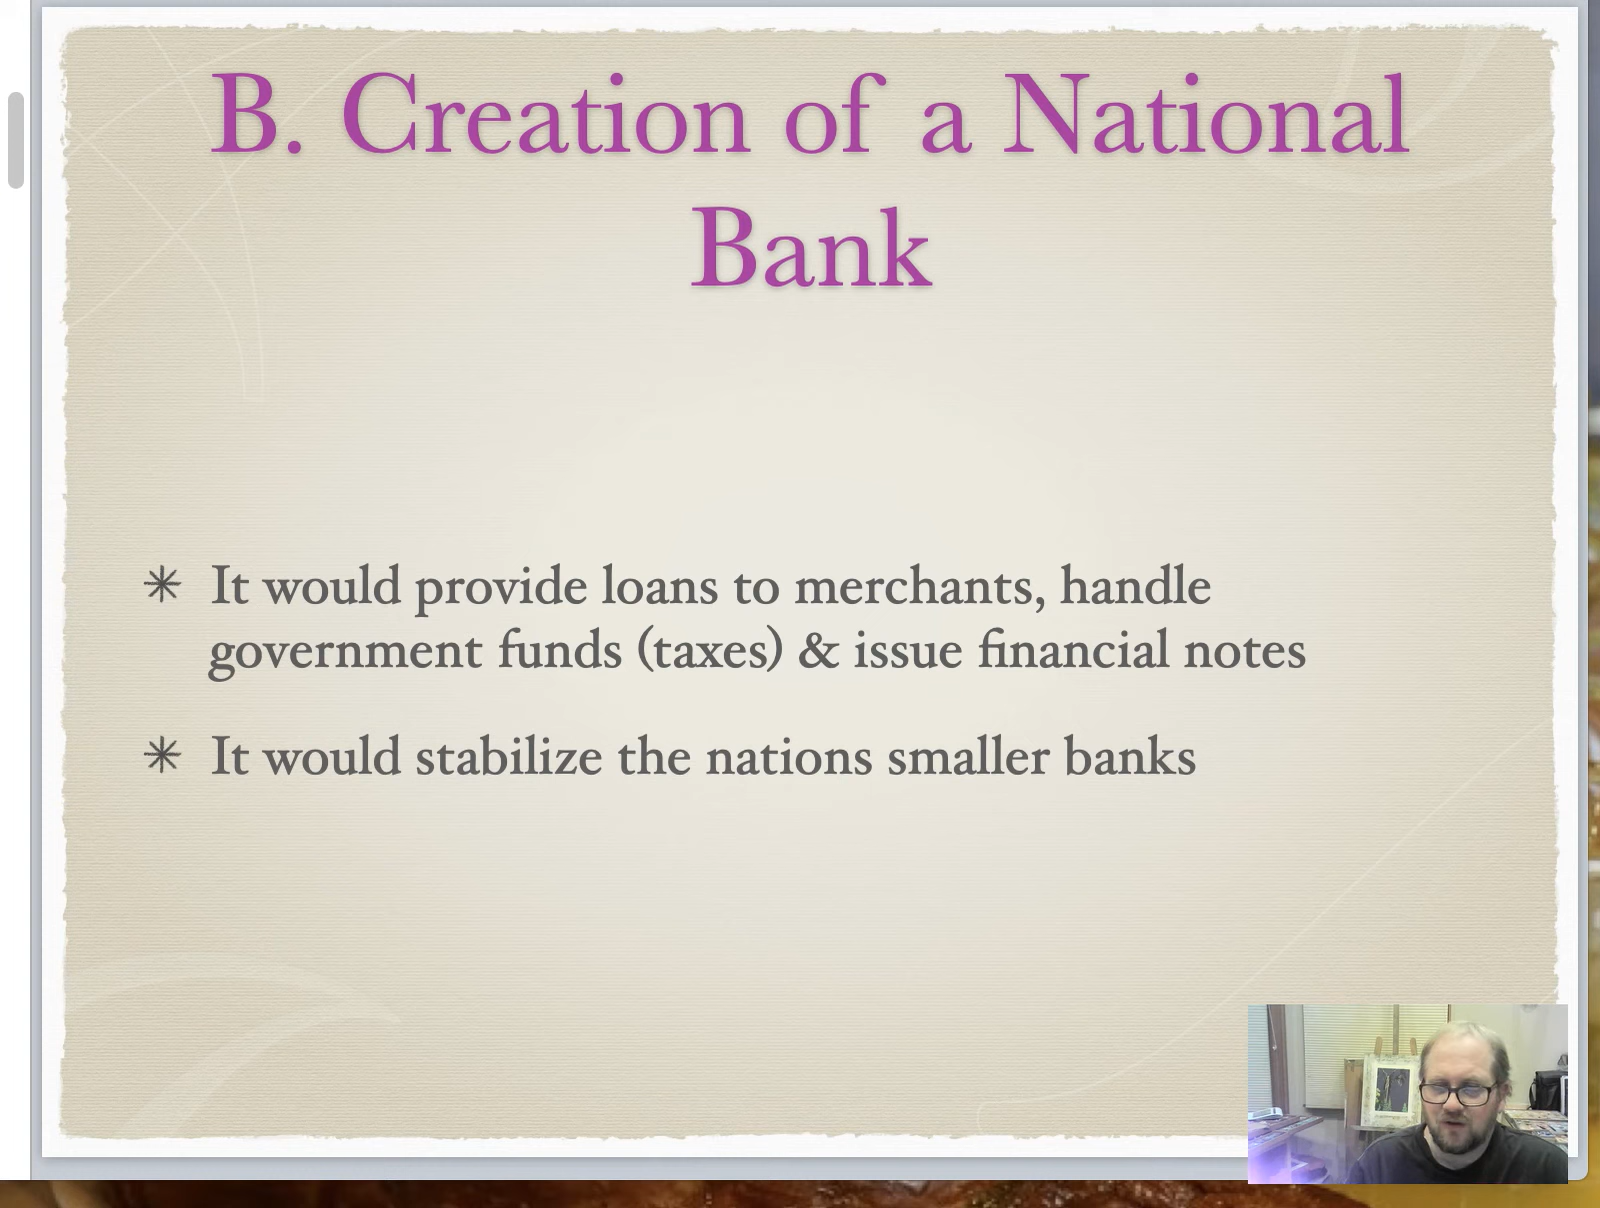 B. Creation of a National
Bank
It would provide loans to merchants, handle
government funds (taxes) & issue financial notes
It would stabilize the nations smaller banks